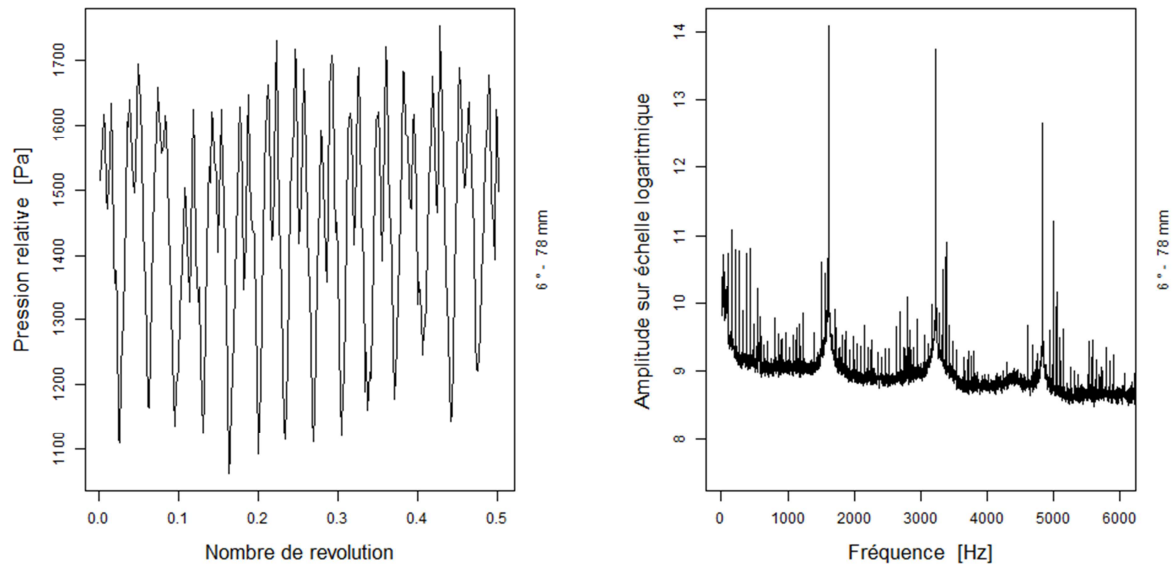 Pression relative [Pa]
1700
1600
1500
1400
1300
1200
1100
0.0 0.1 0.2 0.3 0.4 0.5
Nombre de revolution
6 ° - 78 mm
Amplitude sur échelle logaritmique
14
13
12
11
10
9
8
0 1000 2000 3000 4000 5000 6000
Fréquence [Hz]
6 ° - 78 mm